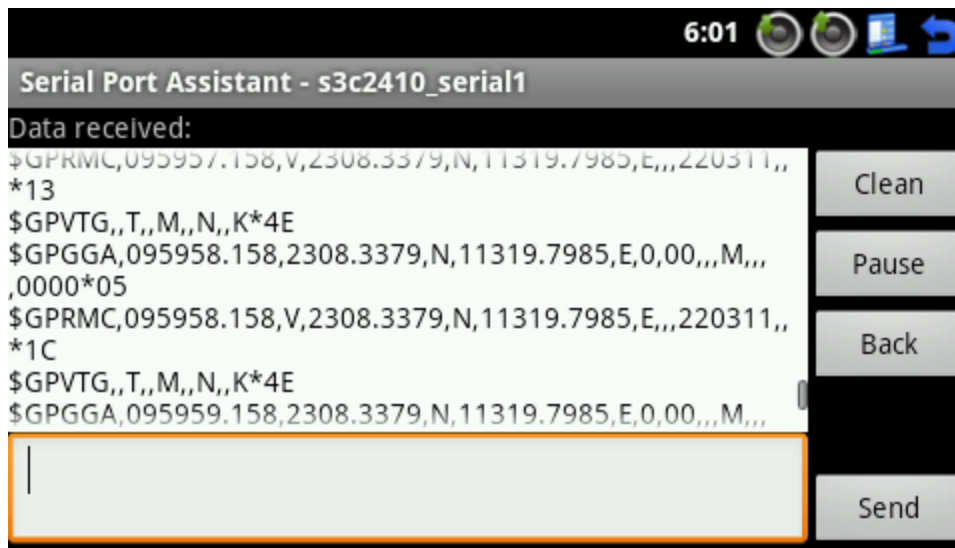 6:01
Serial Port Assistant - s3c2410_serial1
Data received:
$GPRMC,095957.158,V,2308.3379,N,11319.7985,E,,,220311,,
*13
$GPVTG,,T,,M,,N,,K*4E
$GPGGA,095958.158,2308.3379,N,11319.7985,E,0,00,,,M,,,
,0000*05
$GPRMC,095958.158,V,2308.3379,N,11319.7985,E,,,220311,,
*1C
$GPVTG,,T,,M,,N,,K*4E
$GPGGA,095959.158,2308.3379,N,11319.7985,E,0,00,,,M,,,
Clean
Pause
Back
Send